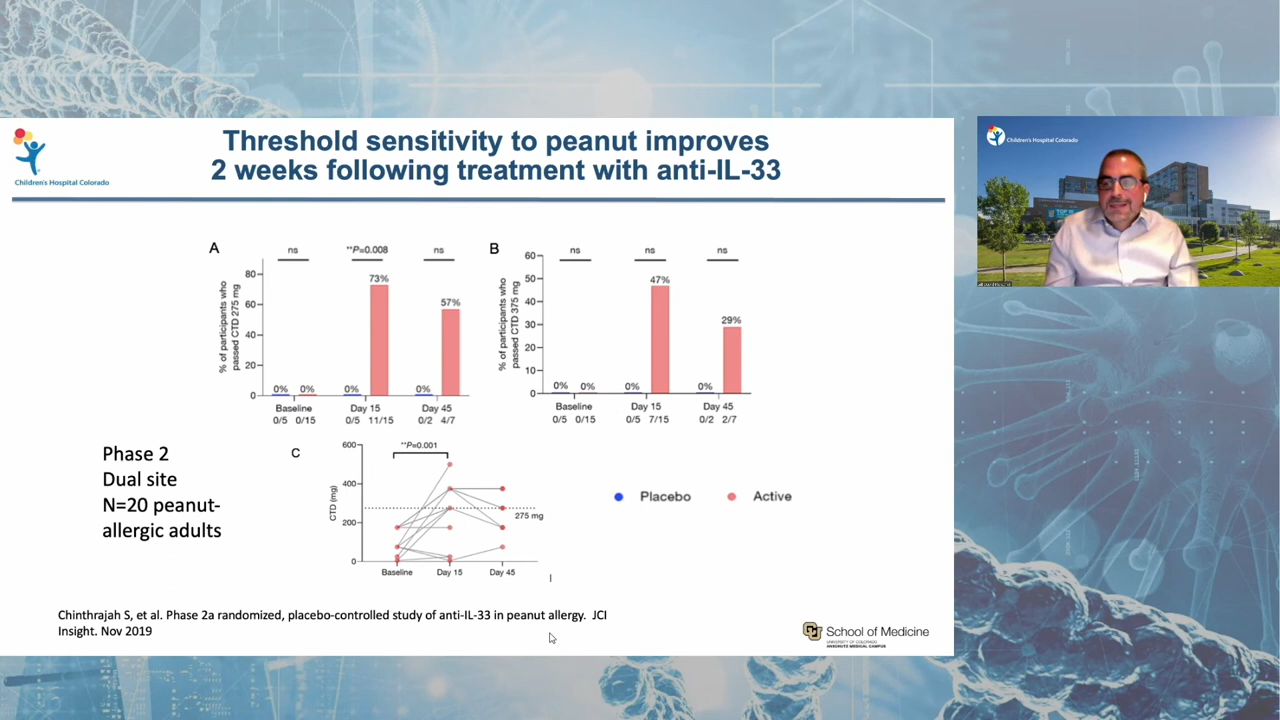 Threshold sensitivity to peanut improves
2 weeks following treatment with anti-IL-33
Children's Hospital Colorado
Children's Hospital Colorado
A
ns
**P=0.008
ns
% of participants who
passed CTD 275 mg
80
60
40
20
0
0% 0%
0%
73%
0%
57%
Baseline
Day 15
Day 45
0/5 0/15
0/5 11/15
0/2 4/7
B
ns
ns
ns
% of participants who
passed CTD 375 mg
60
50
40
30
20
10
0
0% 0%
0%
47%
0%
29%
Baseline
Day 15
Day 45
0/5 0/15
0/5 7/15
0/2 2/7
C
**P=0.001
CTD (mg)
600
400
200
0
275 mg
Baseline
Day 15
Day 45
Placebo
Active
Phase 2
Dual site
N=20 peanut-
allergic adults
Chinthrajah S, et al. Phase 2a randomized, placebo-controlled study of anti-IL-33 in peanut allergy. JCI
Insight. Nov 2019
CU
School of Medicine
UNIVERSITY OF COLORADO
ANSCHUTZ MEDICAL CAMPUS